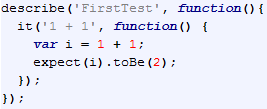 describe('FirstTest', function(){
  it('1 + 1', function() {
    var i = 1 + 1;
    expect(i).toBe(2);
  });
});